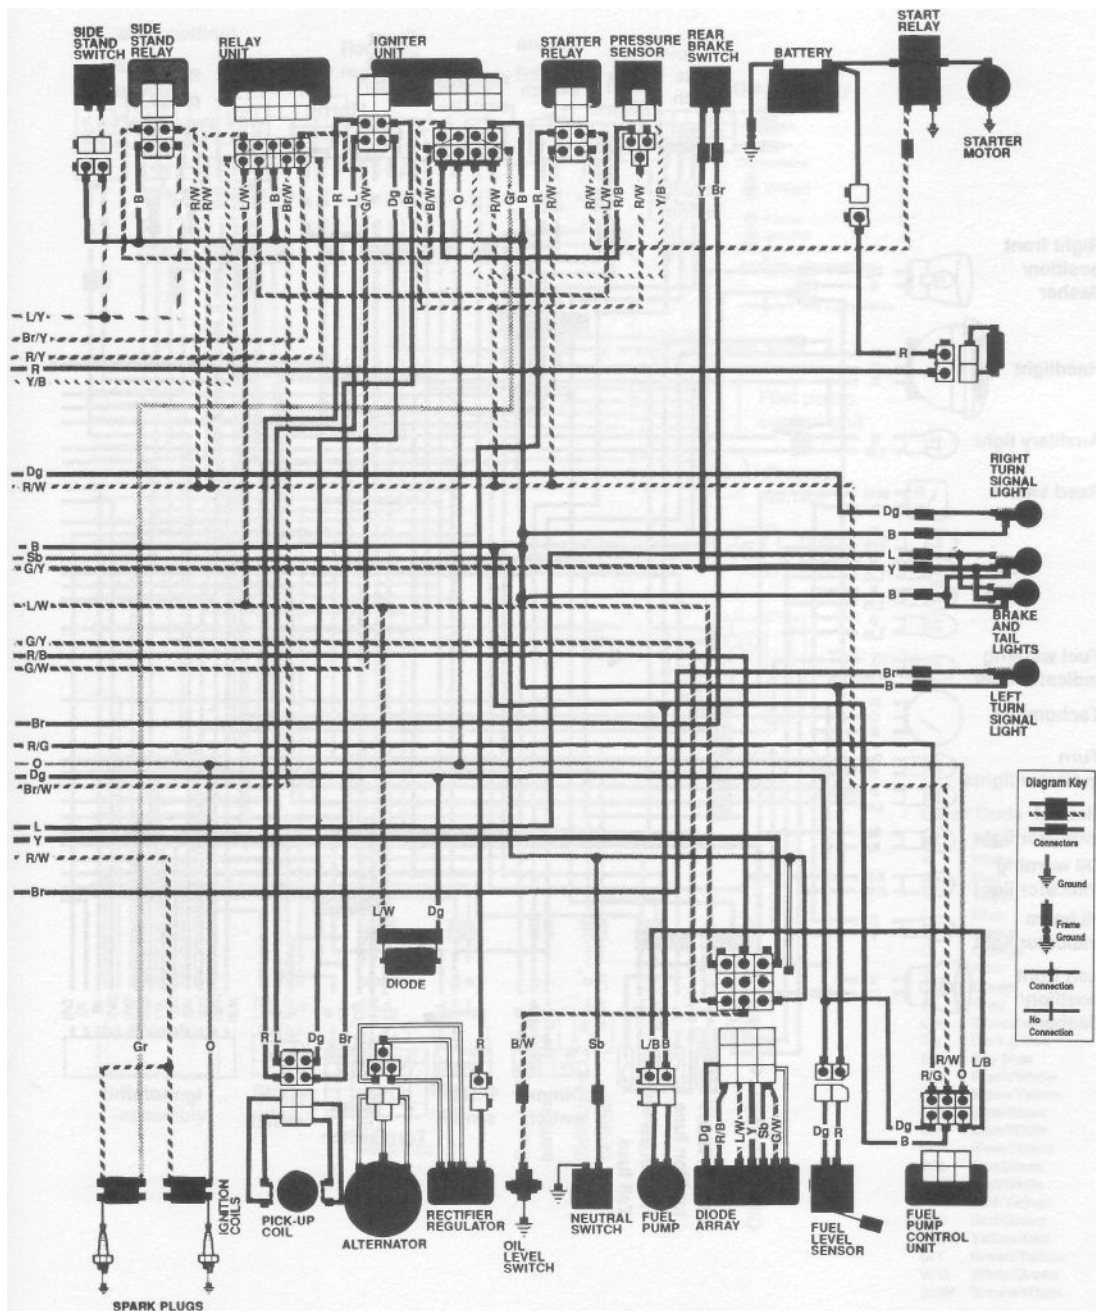 SIDE
STAND
SWITCH
SIDE
STAND
RELAY
RELAY
UNIT
IGNITER
UNIT
STARTER
RELAY
PRESSURE
SENSOR
REAR
BRAKE
SWITCH
BATTERY
START
RELAY
STARTER
MOTOR
B
R/W
R/W
L/W
B
Br/W
R
L
G/W
Dg
Br
B/W
O
R/W
Gr
B
R
R/W
R/W
L/W
R/B
R/W
Y/B
Y
Br
L/Y
Br/Y
R/Y
R
Y/B
R
Dg
R/W
B
Sb
G/Y
L/W
G/Y
R/B
G/W
Br
R/G
O
Dg
Br/W
L
Y
R/W
Br
RIGHT
TURN
SIGNAL
LIGHT
Dg
B
L
Y
B
BRAKE
AND
TAIL
LIGHTS
Br
B
LEFT
TURN
SIGNAL
LIGHT
Diagram Key
Connectors
Ground
Frame
Ground
Connection
No
Connection
L/W
Dg
DIODE
Gr
O
R
L
Dg
Br
R
B/W
Sb
L/B
B
Dg
R/B
L/W
Y
Sb
G/W
Dg
R
R/G
R/W
O
L/B
Dg
B
IGNITION
COILS
PICK-UP
COIL
ALTERNATOR
RECTIFIER
REGULATOR
OIL
LEVEL
SWITCH
NEUTRAL
SWITCH
FUEL
PUMP
DIODE
ARRAY
FUEL
LEVEL
SENSOR
FUEL
PUMP
CONTROL
UNIT
SPARK PLUGS